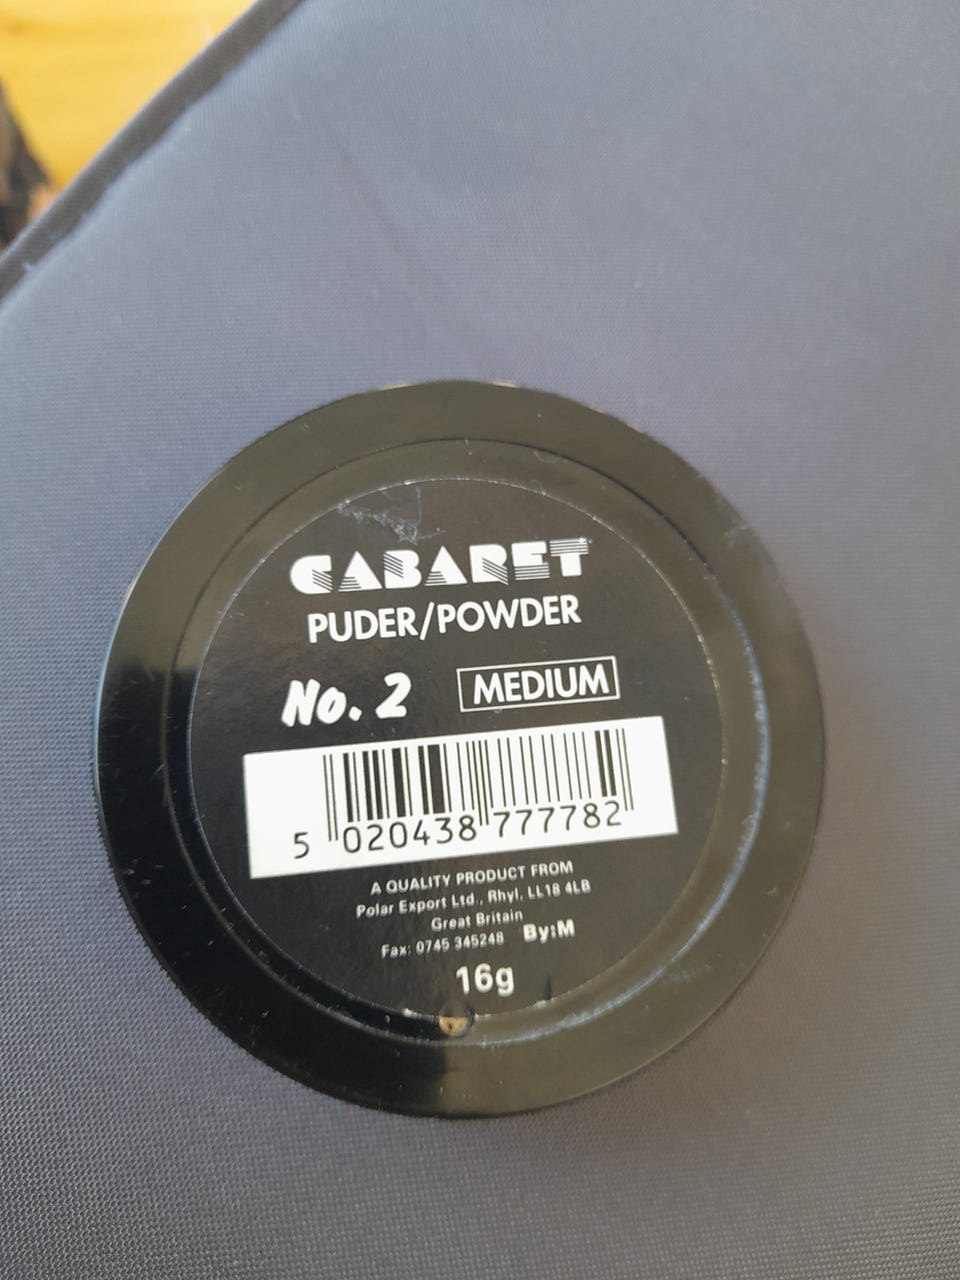 CABARET
PUDER/POWDER
No. 2 MEDIUM
5 020438 777782
A QUALITY PRODUCT FROM
Polar Export Ltd., Rhyl, LL18 4LB
Great Britain
Fax: 0745 345248 By:M
16g